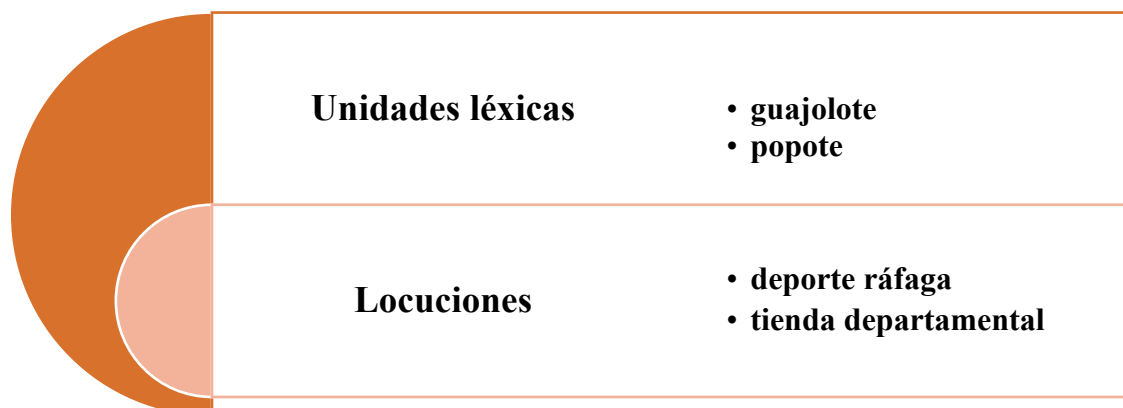 Unidades léxicas
• guajolote
• popote
Locuciones
• deporte ráfaga
• tienda departamental